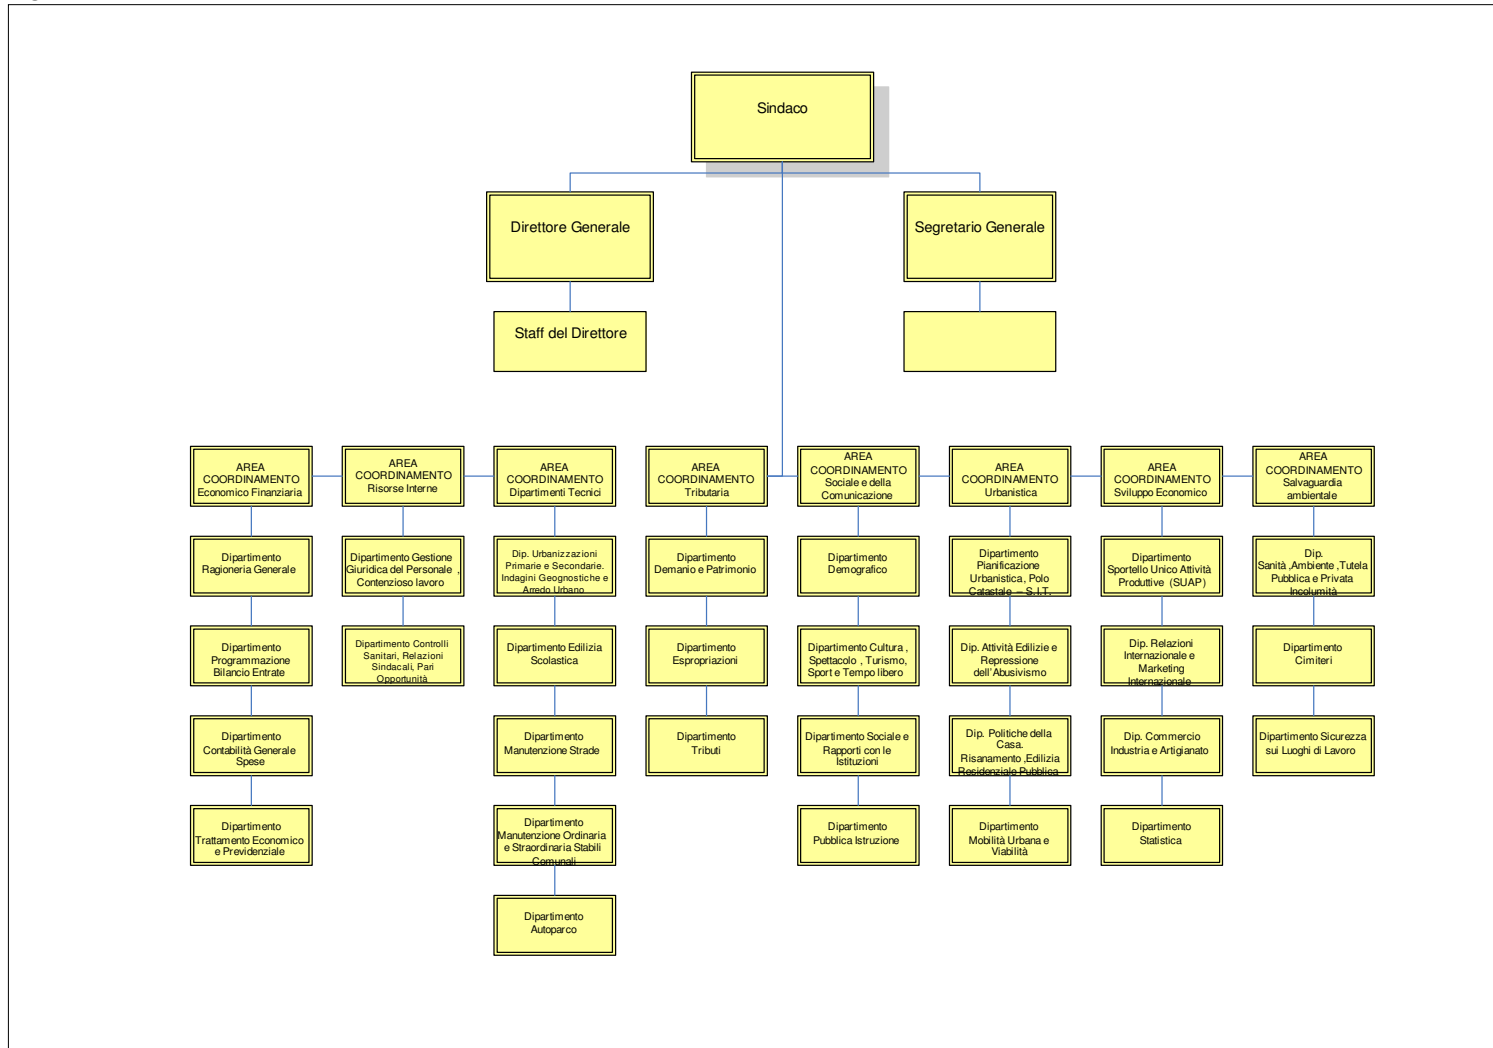 Sindaco
Direttore Generale
Segretario Generale
Staff del Direttore
AREA
COORDINAMENTO
Economico Finanziaria
AREA
COORDINAMENTO
Risorse Interne
AREA
COORDINAMENTO
Dipartimenti Tecnici
AREA
COORDINAMENTO
Tributaria
AREA
COORDINAMENTO
Sociale e della
Comunicazione
AREA
COORDINAMENTO
Urbanistica
AREA
COORDINAMENTO
Sviluppo Economico
AREA
COORDINAMENTO
Salvaguardia
ambientale
Dipartimento
Ragioneria Generale
Dipartimento Gestione
Giuridica del Personale ,
Contenzioso lavoro
Dip. Urbanizzazioni
Primarie e Secondarie.
Indagini Geognostiche e
Arredo Urbano
Dipartimento
Demanio e Patrimonio
Dipartimento
Demografico
Dipartimento
Pianificazione
Urbanistica, Polo
Catastale – S.I.T.
Dipartimento
Sportello Unico Attività
Produttive (SUAP)
Dip.
Sanità ,Ambiente ,Tutela
Pubblica e Privata
Incolumità
Dipartimento
Programmazione
Bilancio Entrate
Dipartimento Controlli
Sanitari, Relazioni
Sindacali, Pari
Opportunità
Dipartimento Edilizia
Scolastica
Dipartimento
Espropriazioni
Dipartimento Cultura ,
Spettacolo , Turismo,
Sport e Tempo libero
Dip. Attività Edilizie e
Repressione
dell'Abusivismo
Dip. Relazioni
Internazionale e
Marketing
Internazionale
Dipartimento
Cimiteri
Dipartimento
Contabilità Generale
Spese
Dipartimento
Manutenzione Strade
Dipartimento
Tributi
Dipartimento Sociale e
Rapporti con le
Istituzioni
Dip. Politiche della
Casa.
Risanamento ,Edilizia
Residenziale Pubblica
Dip. Commercio
Industria e Artigianato
Dipartimento Sicurezza
sui Luoghi di Lavoro
Dipartimento
Trattamento Economico
e Previdenziale
Dipartimento
Manutenzione Ordinaria
e Straordinaria Stabili
Comunali
Dipartimento
Pubblica Istruzione
Dipartimento
Mobilità Urbana e
Viabilità
Dipartimento
Statistica
Dipartimento
Autoparco